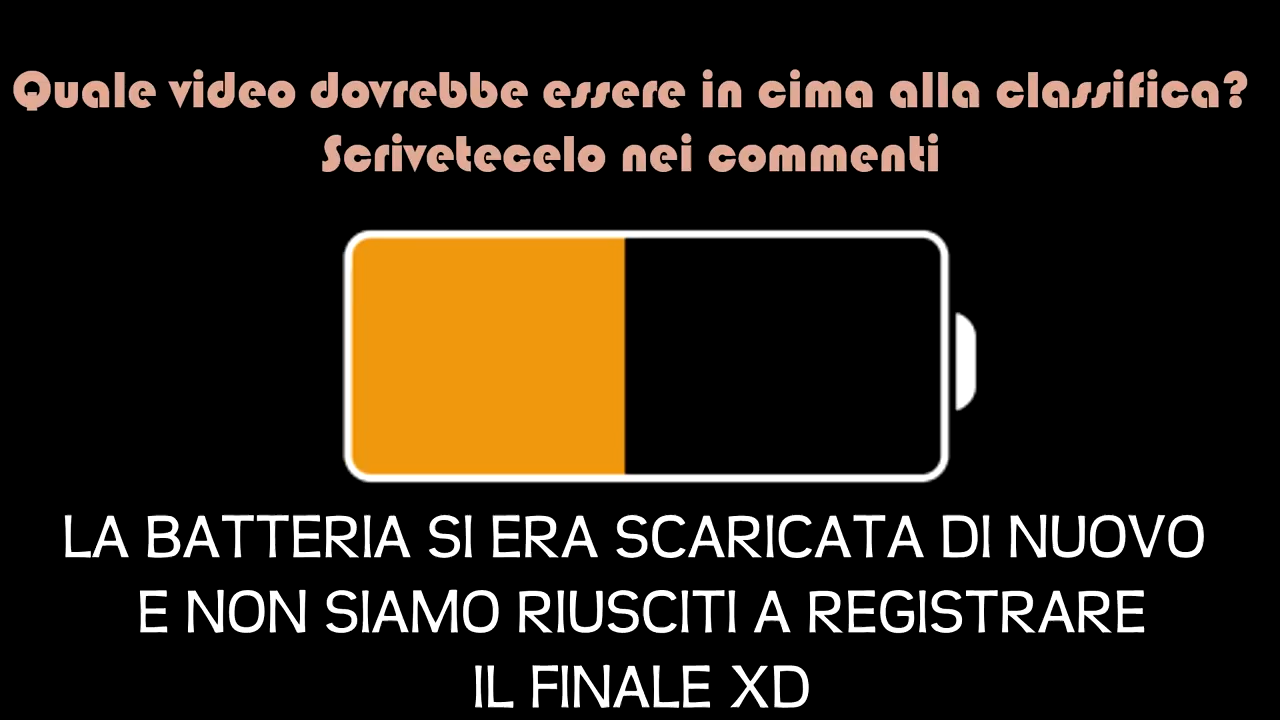 Quale video dovrebbe essere in cima alla classifica?
Scrivetecelo nei commenti
LA BATTERIA SI ERA SCARICATA DI NUOVO
E NON SIAMO RIUSCITI A REGISTRARE
IL FINALE XD